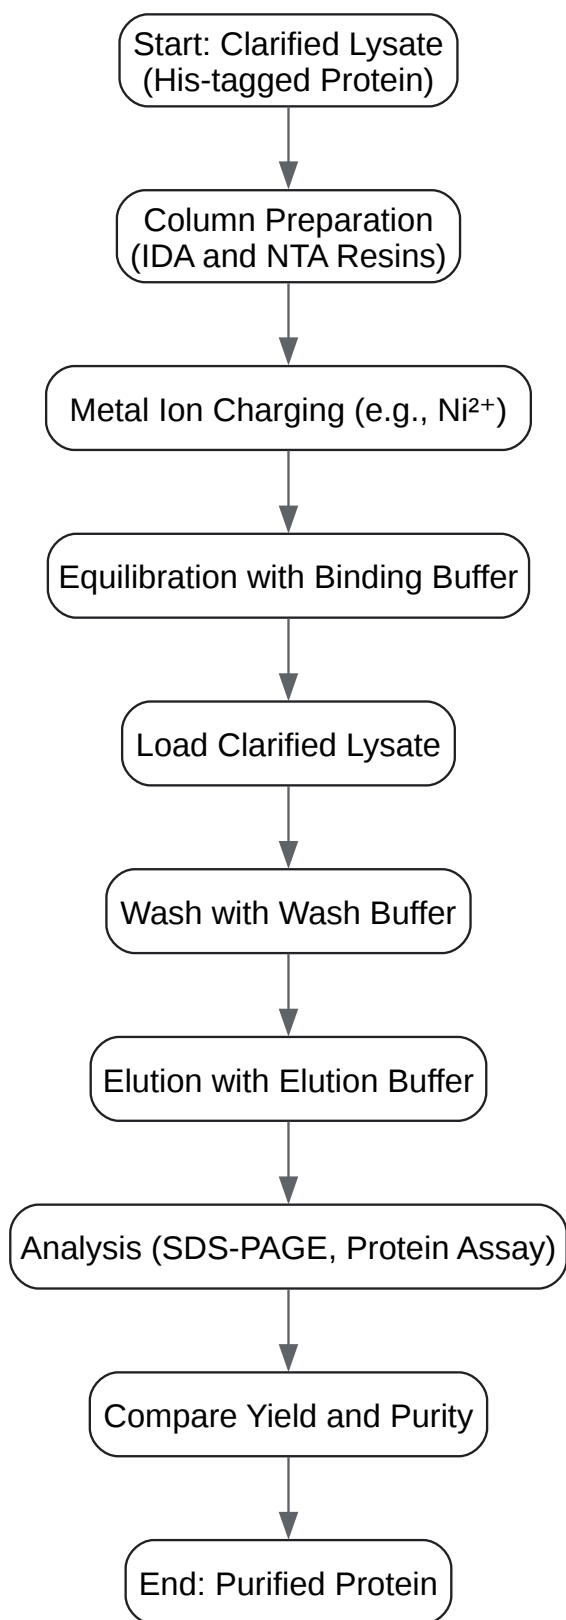 Start: Clarified Lysate
(His-tagged Protein)
Column Preparation
(IDA and NTA Resins)
Metal Ion Charging (e.g., Ni²⁺)
Equilibration with Binding Buffer
Load Clarified Lysate
Wash with Wash Buffer
Elution with Elution Buffer
Analysis (SDS-PAGE, Protein Assay)
Compare Yield and Purity
End: Purified Protein